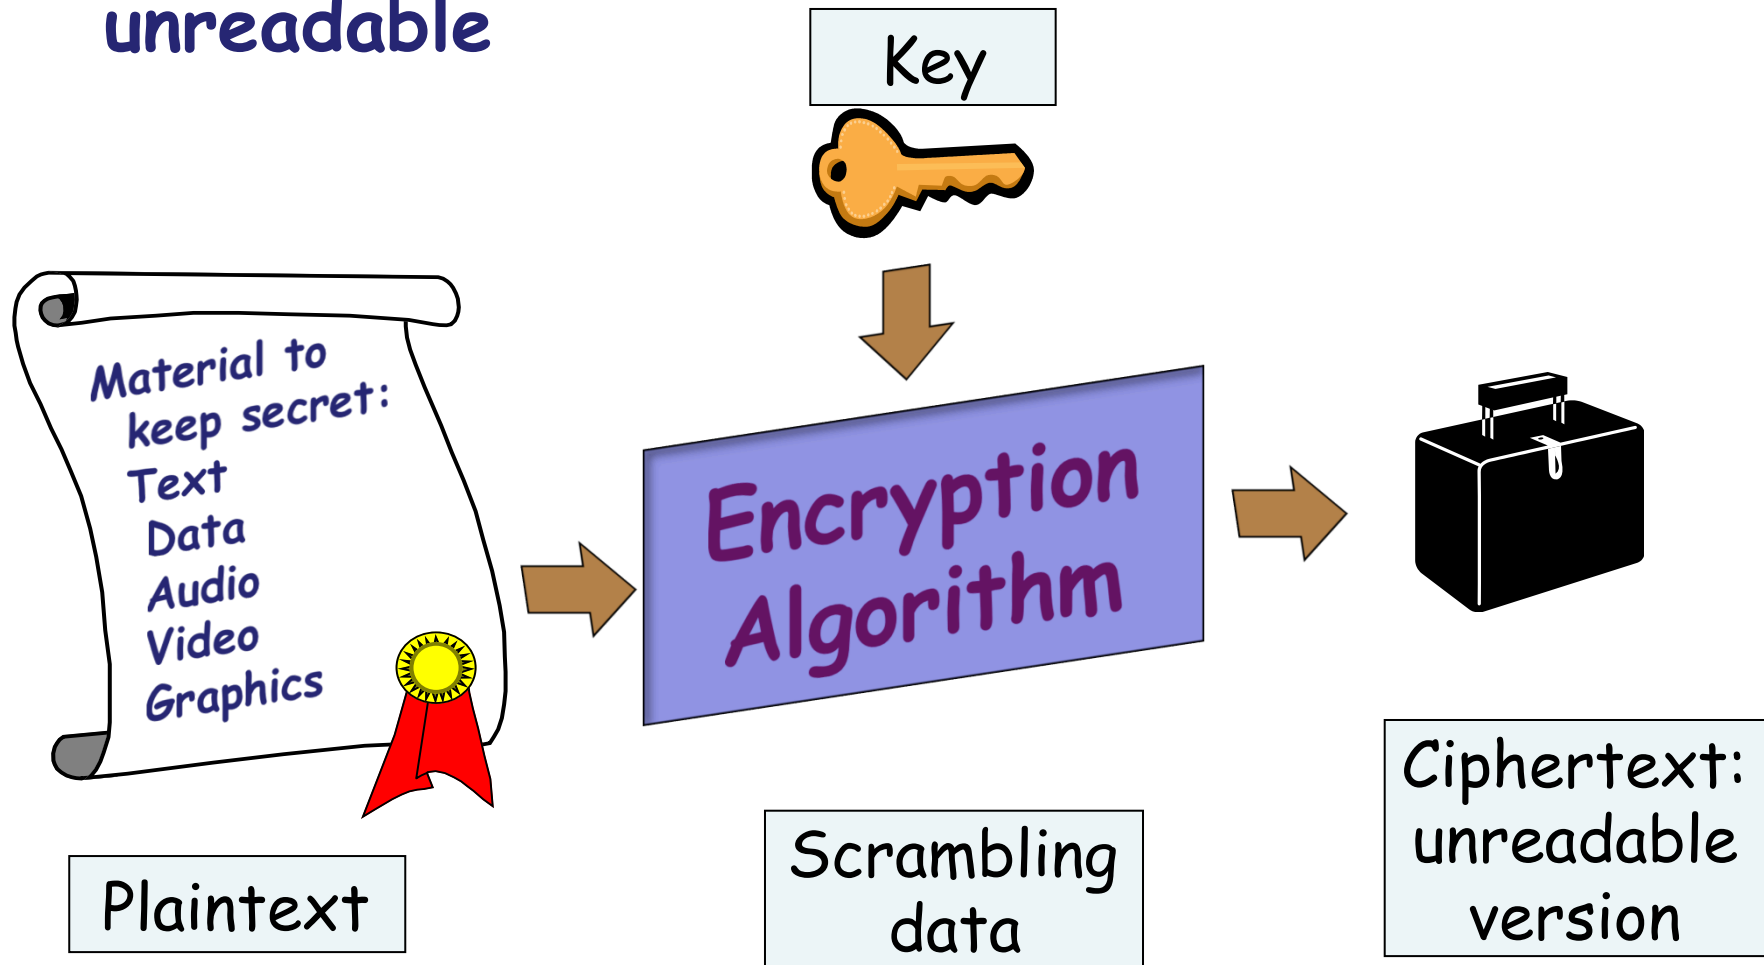 unreadable
Key
Material to
keep secret:
Text
Data
Audio
Video
Graphics
Encryption
Algorithm
Plaintext
Scrambling
data
Ciphertext:
unreadable
version